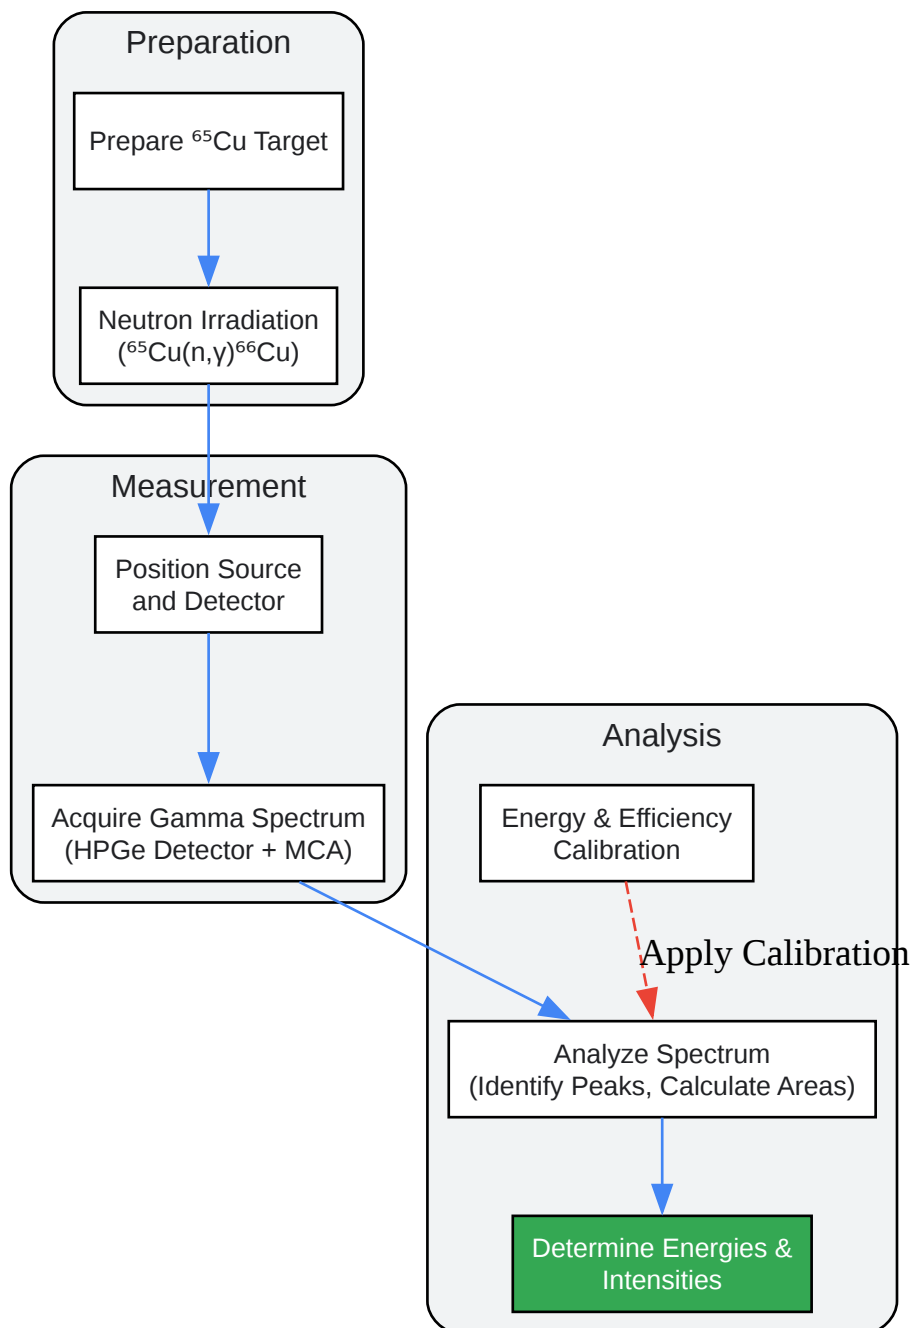 Preparation
Prepare ⁶⁵Cu Target
Neutron Irradiation
(⁶⁵Cu(n,γ)⁶⁶Cu)
Measurement
Position Source
and Detector
Acquire Gamma Spectrum
(HPGe Detector + MCA)
Analysis
Energy & Efficiency
Calibration
Apply Calibration
Analyze Spectrum
(Identify Peaks, Calculate Areas)
Determine Energies &
Intensities